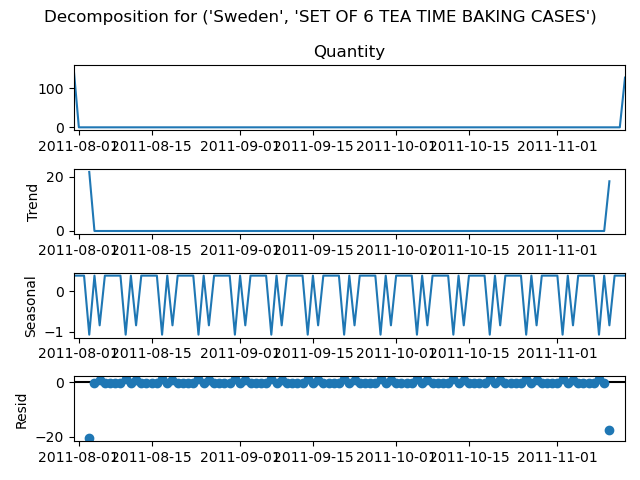 Decomposition for ('Sweden', 'SET OF 6 TEA TIME BAKING CASES')
Quantity
100
0
2011-08-01 2011-08-15 2011-09-01 2011-09-15 2011-10-01 2011-10-15 2011-11-01
Trend
20
0
2011-08-01 2011-08-15 2011-09-01 2011-09-15 2011-10-01 2011-10-15 2011-11-01
Seasonal
0
−1
2011-08-01 2011-08-15 2011-09-01 2011-09-15 2011-10-01 2011-10-15 2011-11-01
Resid
0
−20
2011-08-01 2011-08-15 2011-09-01 2011-09-15 2011-10-01 2011-10-15 2011-11-01